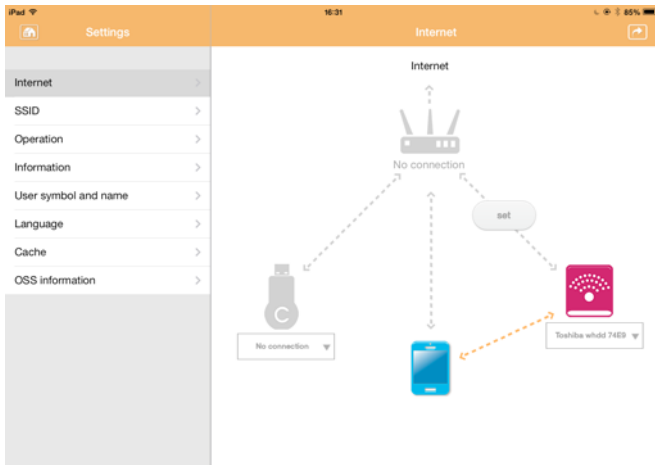 iPad
16:31
85%
Settings
Internet
Internet
SSID
Operation
Information
User symbol and name
Language
Cache
OSS information
Internet
No connection
set
C
No connection
Toshiba whdd 74E9